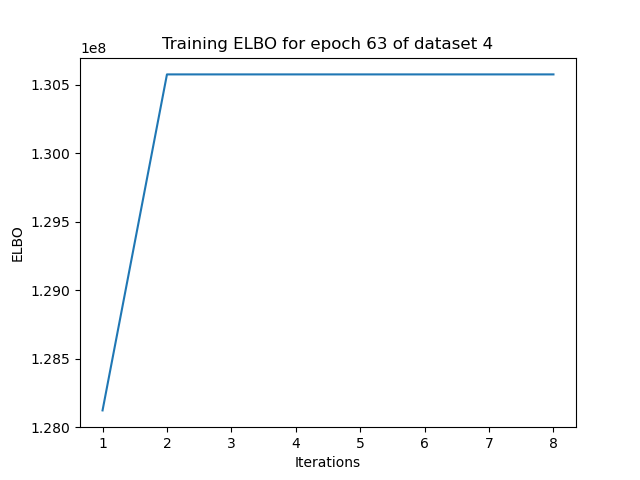 Training ELBO for epoch 63 of dataset 4
1e8
1.305
1.300
1.295
1.290
1.285
1.280
ELBO
1 2 3 4 5 6 7 8
Iterations